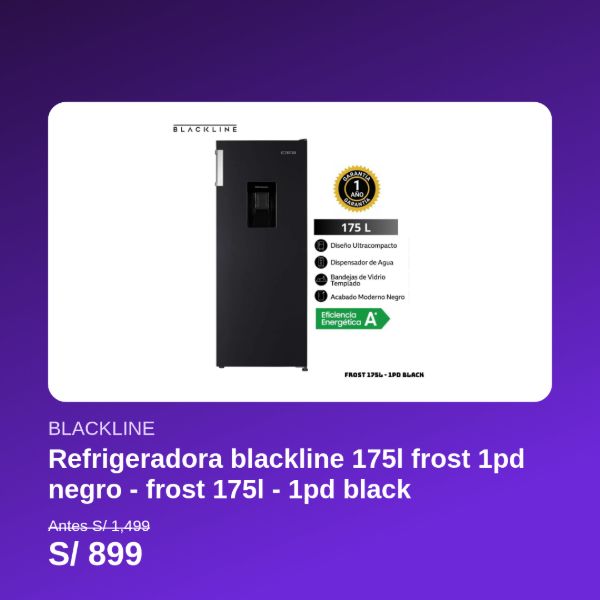 BLACKLINE
GARANTÍA
1
AÑO
GARANTÍA
175 L
Diseño Ultracompacto
Dispensador de Agua
Bandejas de Vidrio
Templado
Acabado Moderno Negro
Eficiencia
Energética A+
FROST 175L - 1PD BLACK
BLACKLINE
Refrigeradora blackline 175l frost 1pd
negro - frost 175l - 1pd black
Antes S/ 1,499
S/ 899